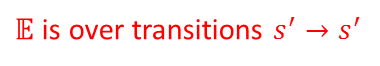 𝔼 is over transitions s′ → s′